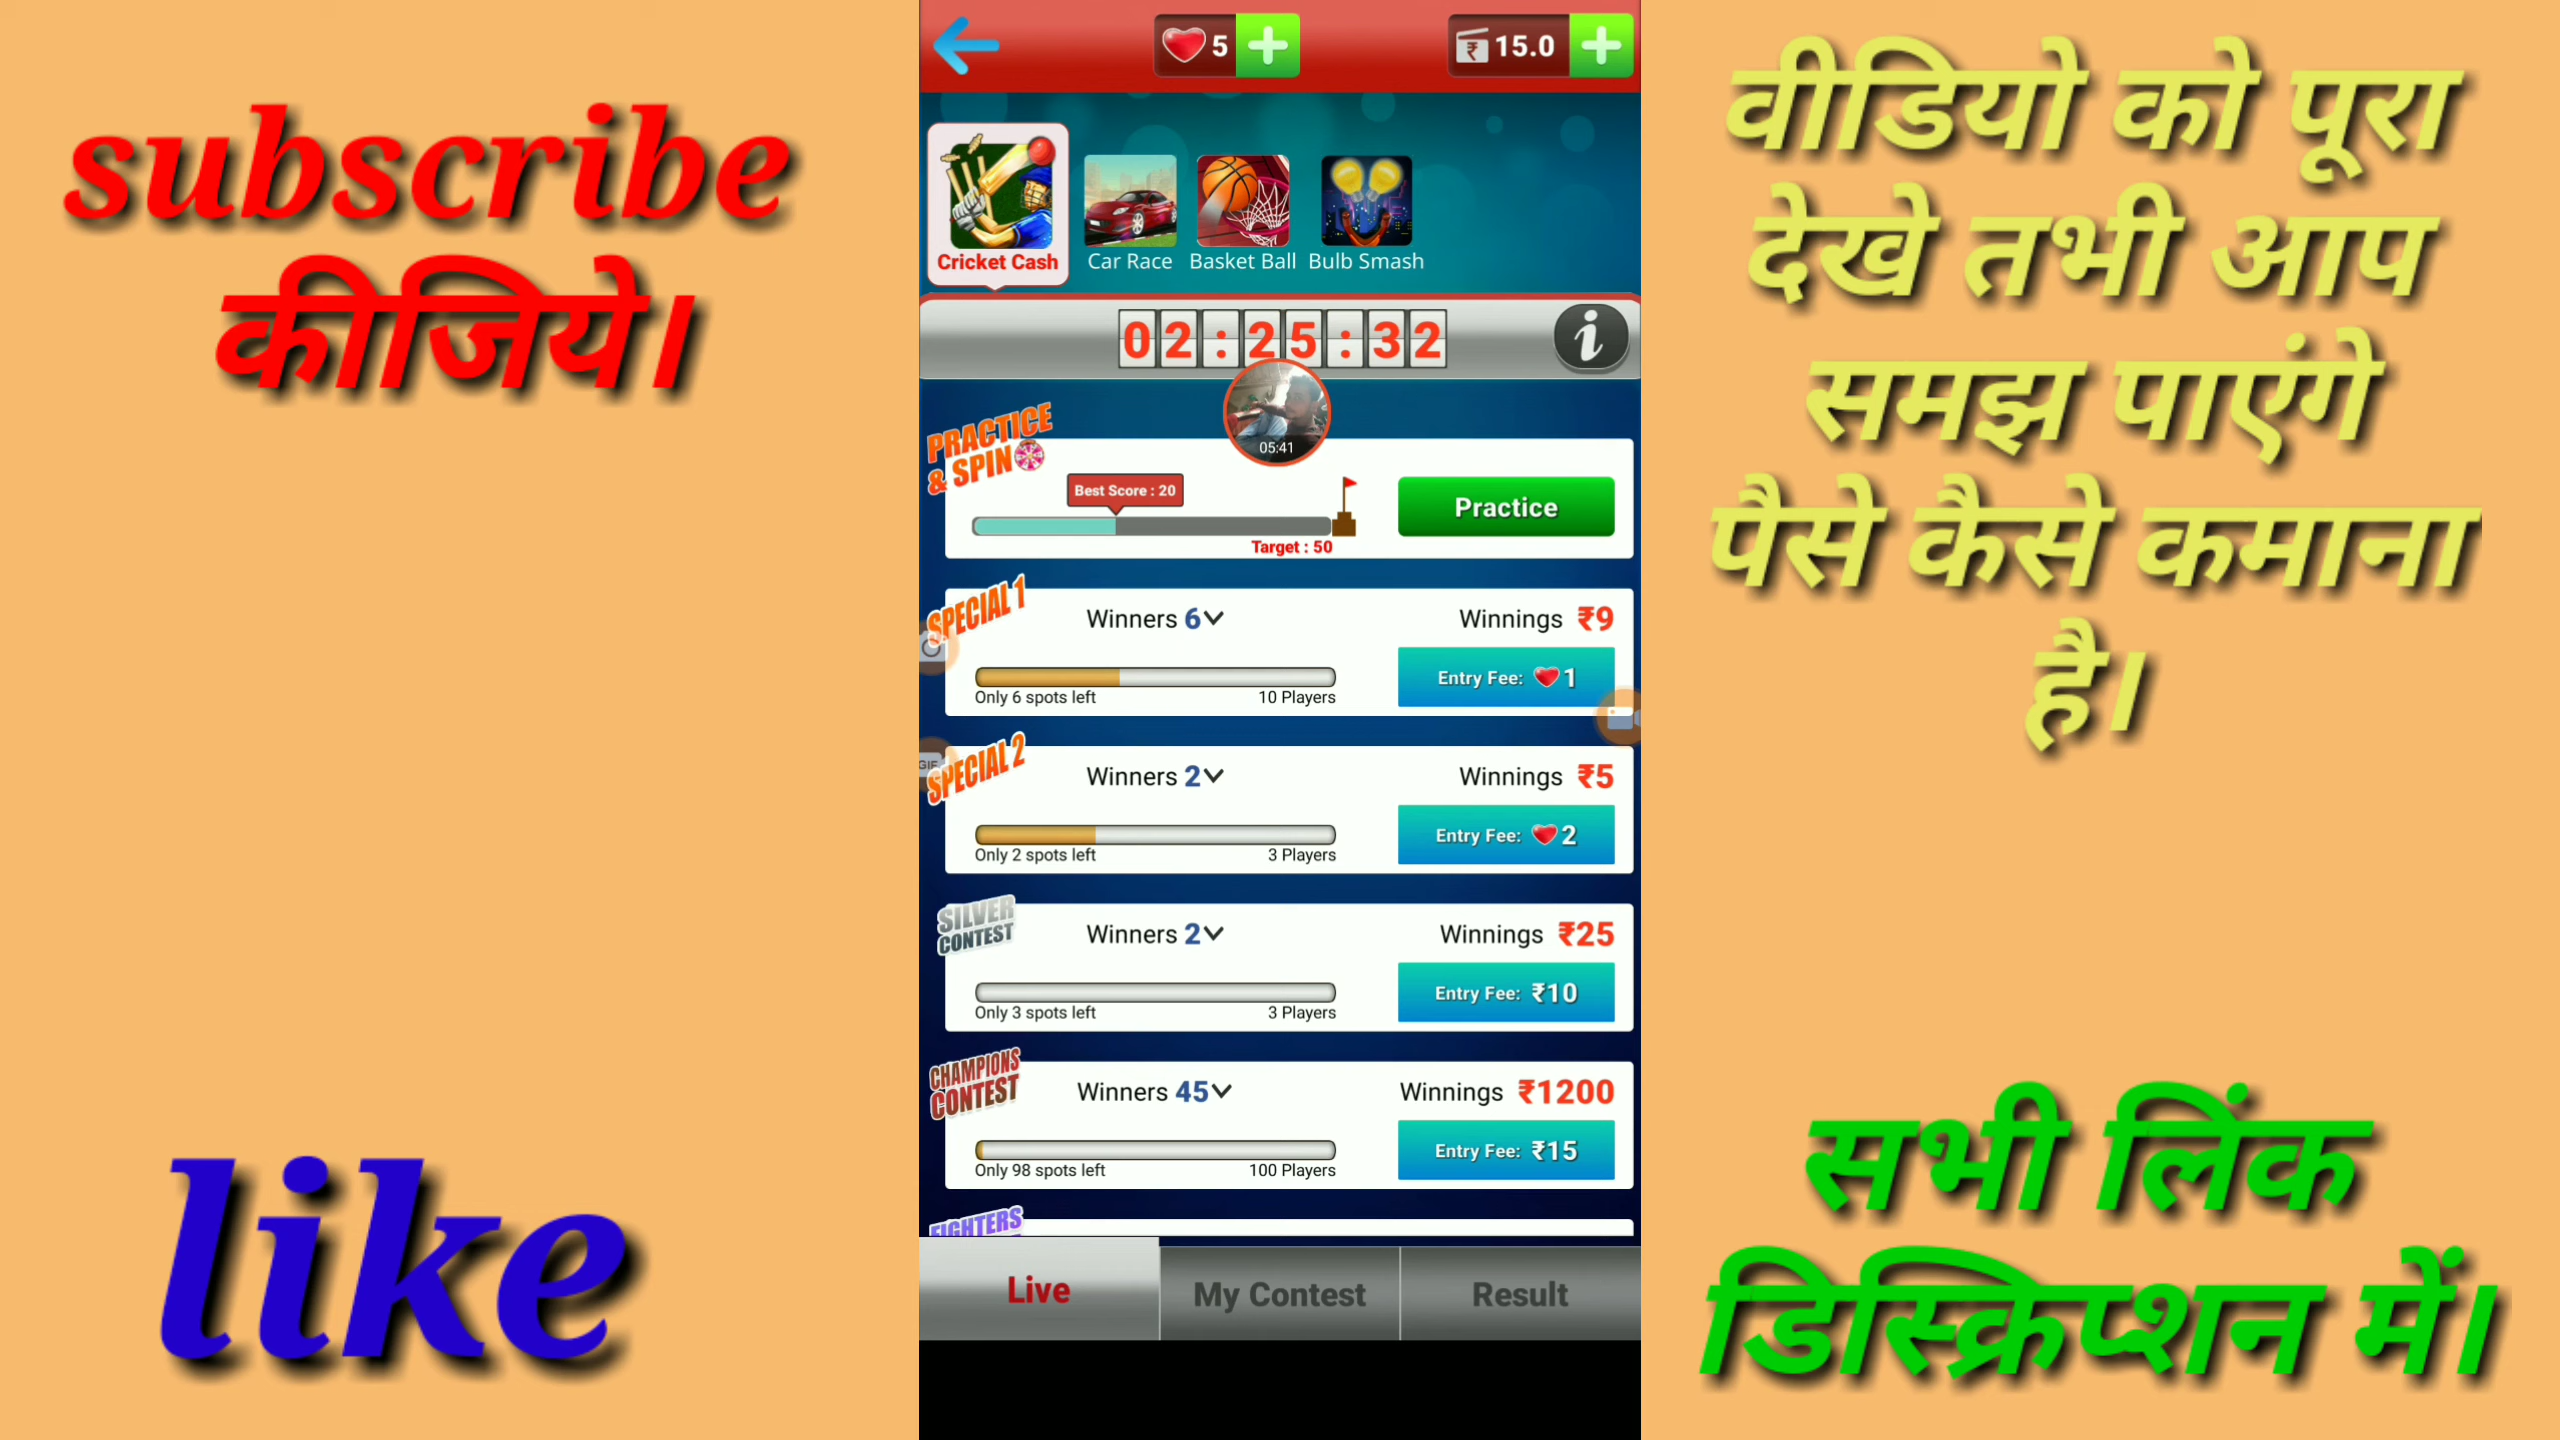 subscribe
कीजिये।
like
5
15.0
Cricket Cash
Car Race
Basket Ball
Bulb Smash
02:25:32
05:41
PRACTICE
& SPIN
Best Score : 20
Target : 50
Practice
SPECIAL 1
Winners 6
Winnings ₹9
Only 6 spots left
10 Players
Entry Fee: 1
GIF
SPECIAL 2
Winners 2
Winnings ₹5
Only 2 spots left
3 Players
Entry Fee: 2
SILVER
CONTEST
Winners 2
Winnings ₹25
Only 3 spots left
3 Players
Entry Fee: ₹10
CHAMPIONS
CONTEST
Winners 45
Winnings ₹1200
Only 98 spots left
100 Players
Entry Fee: ₹15
FIGHTERS
Live
My Contest
Result
वीडियो को पूरा
देखे तभी आप
समझ पाएंगे
पैसे कैसे कमाना
है।
सभी लिंक
डिस्क्रिप्शन में।